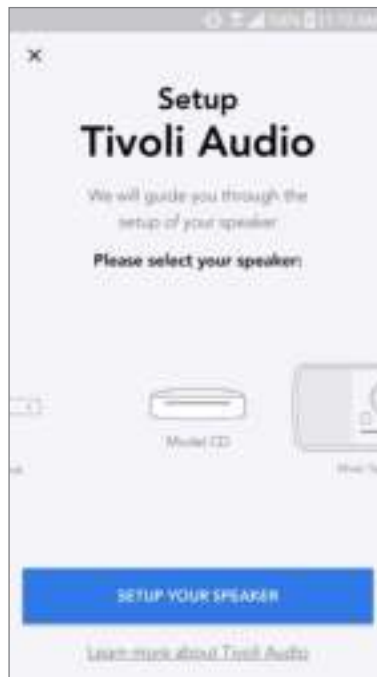 Setup
Tivoli Audio
We will guide you through the
setup of your speaker
Please select your speaker:
Model CD
SETUP YOUR SPEAKER
Learn more about Tivoli Audio